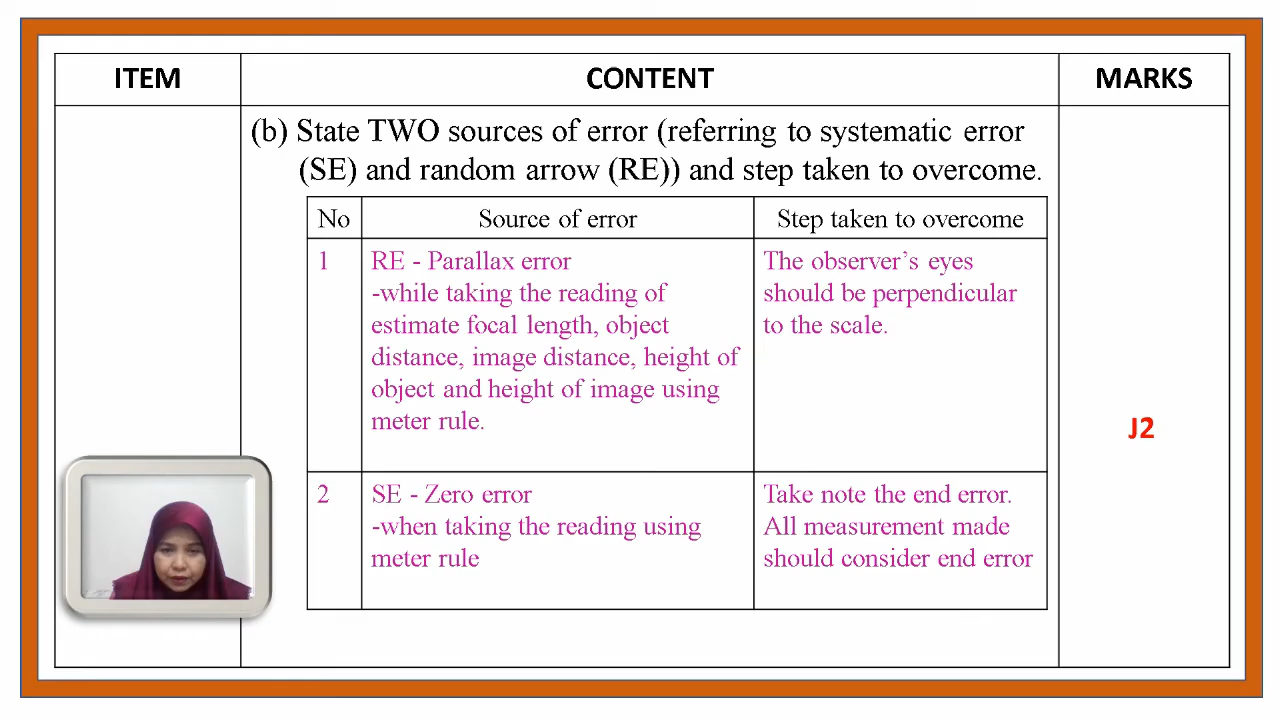 ITEM
CONTENT
MARKS
(b) State TWO sources of error (referring to systematic error
(SE) and random arrow (RE)) and step taken to overcome.
No
Source of error
Step taken to overcome
1
RE - Parallax error
-while taking the reading of
estimate focal length, object
distance, image distance, height of
object and height of image using
meter rule.
The observer's eyes
should be perpendicular
to the scale.
J2
2
SE - Zero error
-when taking the reading using
meter rule
Take note the end error.
All measurement made
should consider end error